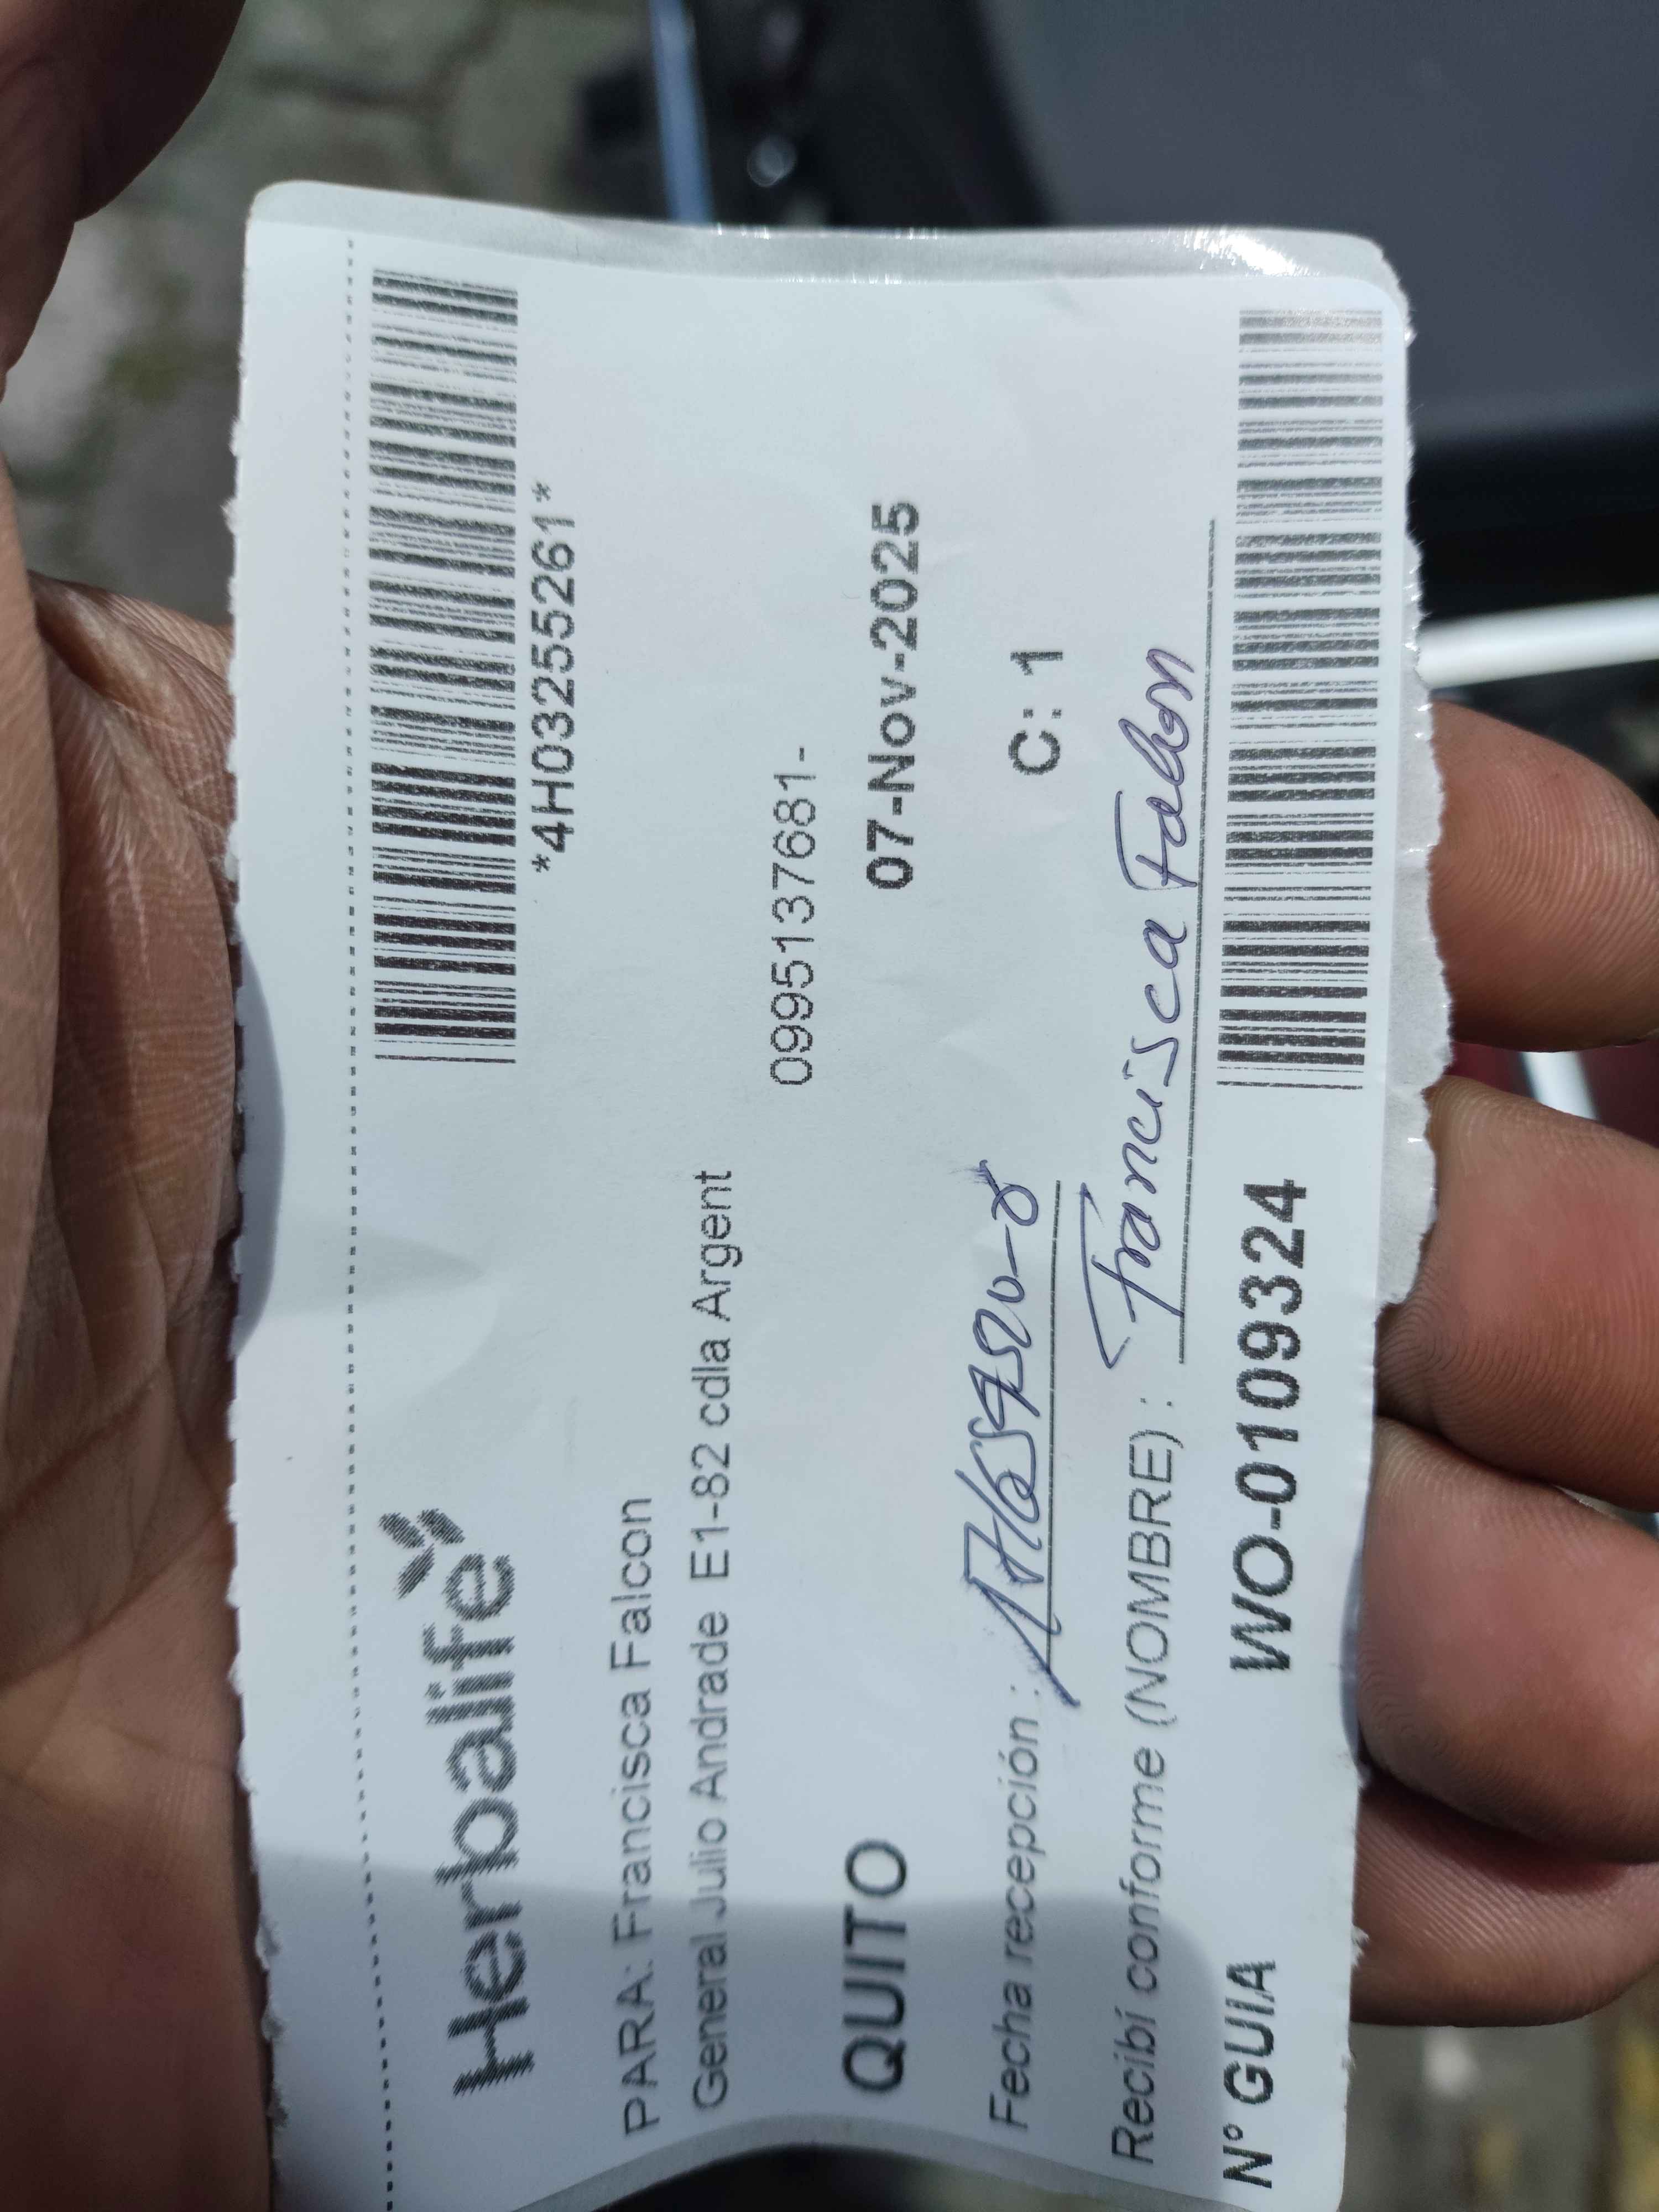 Herbalife
*4H03255261*
PARA: Francisca Falcon
General Julio Andrade E1-82 cdla Argent
0995137681-
QUITO 07-Nov-2025
C: 1
Fecha recepción :
Recibí conforme (NOMBRE) : Francisca Falcon
N° GUIA WO-0109324